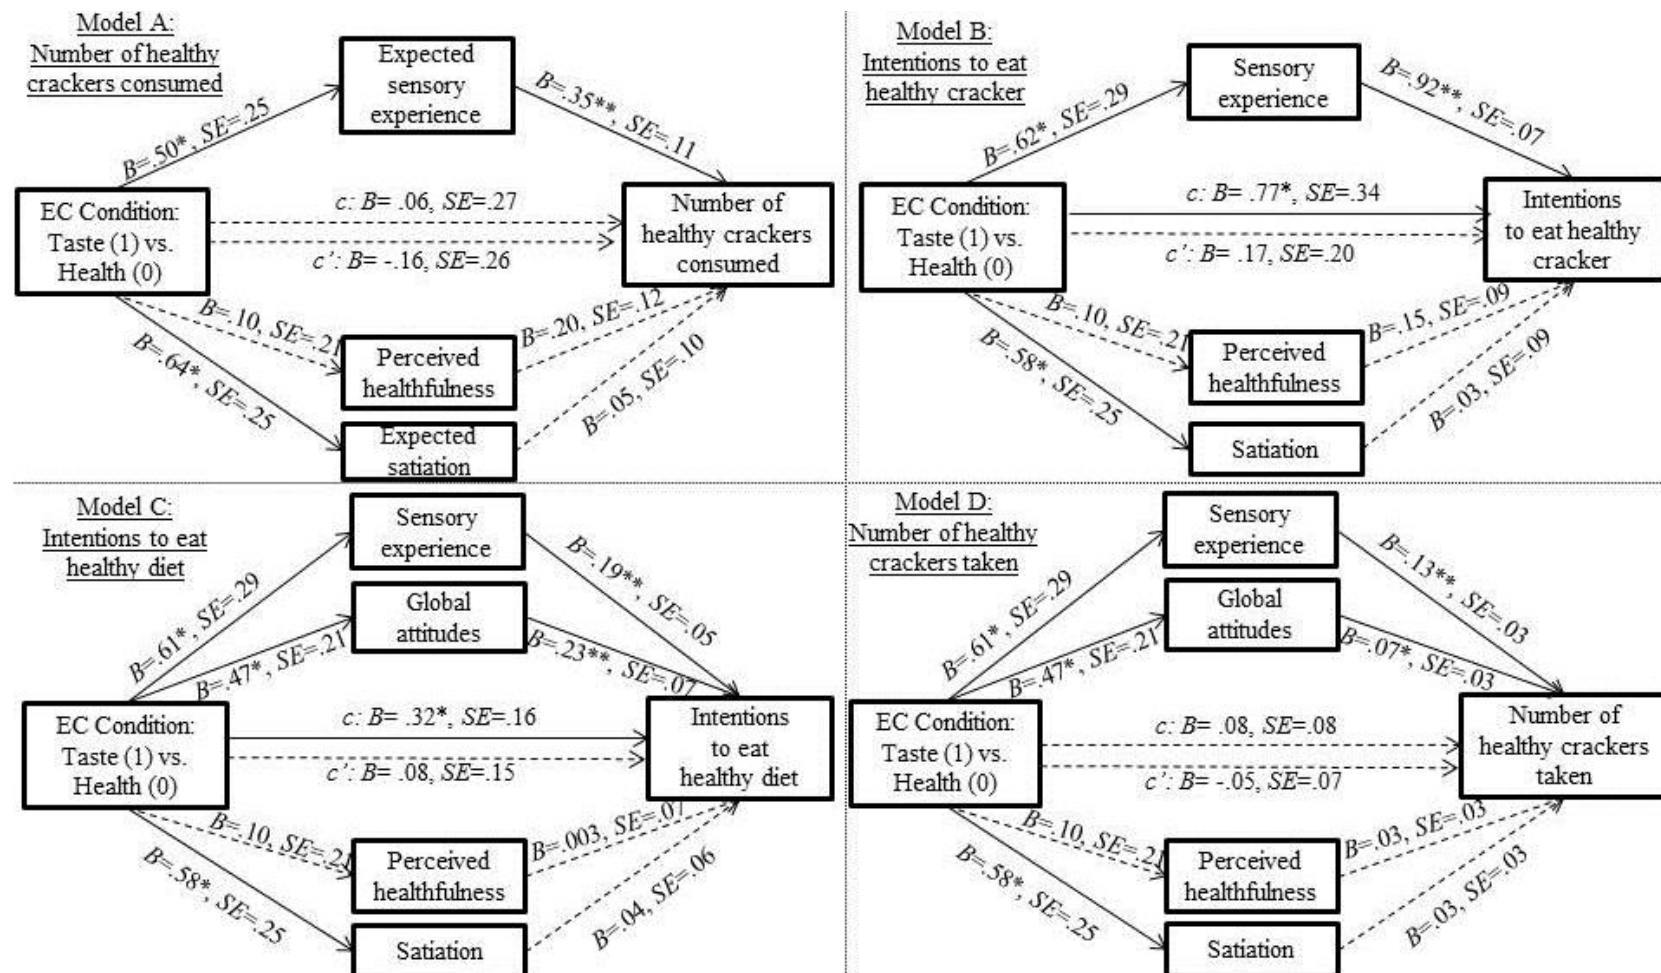 Model A:
Number of healthy
crackers consumed
Expected
sensory
experience
B=.50*, SE=.25
B=.35**, SE=.11
EC Condition:
Taste (1) vs.
Health (0)
c: B= .06, SE=.27
c’: B= -.16, SE=.26
Number of
healthy crackers
consumed
B=.10, SE=.21
B=.20, SE=.12
B=.64*, SE=.25
B=.05, SE=.10
Perceived
healthfulness
Expected
satiation
Model B:
Intentions to eat
healthy cracker
Sensory
experience
B=.62*, SE=.29
B=.92**, SE=.07
EC Condition:
Taste (1) vs.
Health (0)
c: B= .77*, SE=.34
c’: B= .17, SE=.20
Intentions
to eat healthy
cracker
B=.10, SE=.21
B=.15, SE=.09
B=.58*, SE=.25
B=.03, SE=.09
Perceived
healthfulness
Satiation
Model C:
Intentions to eat
healthy diet
Sensory
experience
B=.61*, SE=.29
B=.19**, SE=.05
Global
attitudes
B=.47*, SE=.21
B=.23**, SE=.07
EC Condition:
Taste (1) vs.
Health (0)
c: B= .32*, SE=.16
c’: B= .08, SE=.15
Intentions
to eat
healthy diet
B=.10, SE=.21
B=.003, SE=.07
B=.58*, SE=.25
B=.04, SE=.06
Perceived
healthfulness
Satiation
Model D:
Number of healthy
crackers taken
Sensory
experience
B=.61*, SE=.29
B=.13**, SE=.03
Global
attitudes
B=.47*, SE=.21
B=.07*, SE=.03
EC Condition:
Taste (1) vs.
Health (0)
c: B= .08, SE=.08
c’: B= -.05, SE=.07
Number of
healthy crackers
taken
B=.10, SE=.21
B=.03, SE=.03
B=.58*, SE=.25
B=.03, SE=.03
Perceived
healthfulness
Satiation